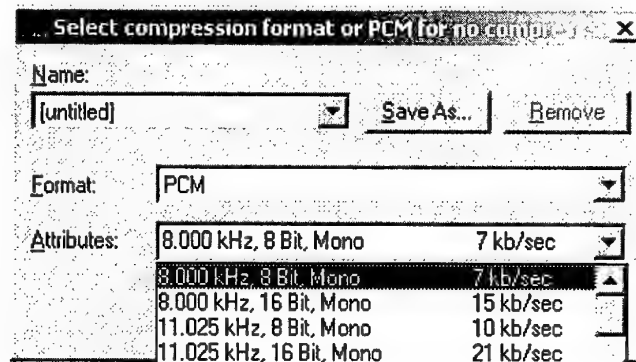 Select compression format or PCM for no compre
Name:
[untitled]
Save As...
Remove
Format:
PCM
Attributes:
8.000 kHz, 8 Bit, Mono 7 kb/sec
8.000 kHz, 8 Bit, Mono 7 kb/sec
8.000 kHz, 16 Bit, Mono 15 kb/sec
11.025 kHz, 8 Bit, Mono 10 kb/sec
11.025 kHz, 16 Bit, Mono 21 kb/sec